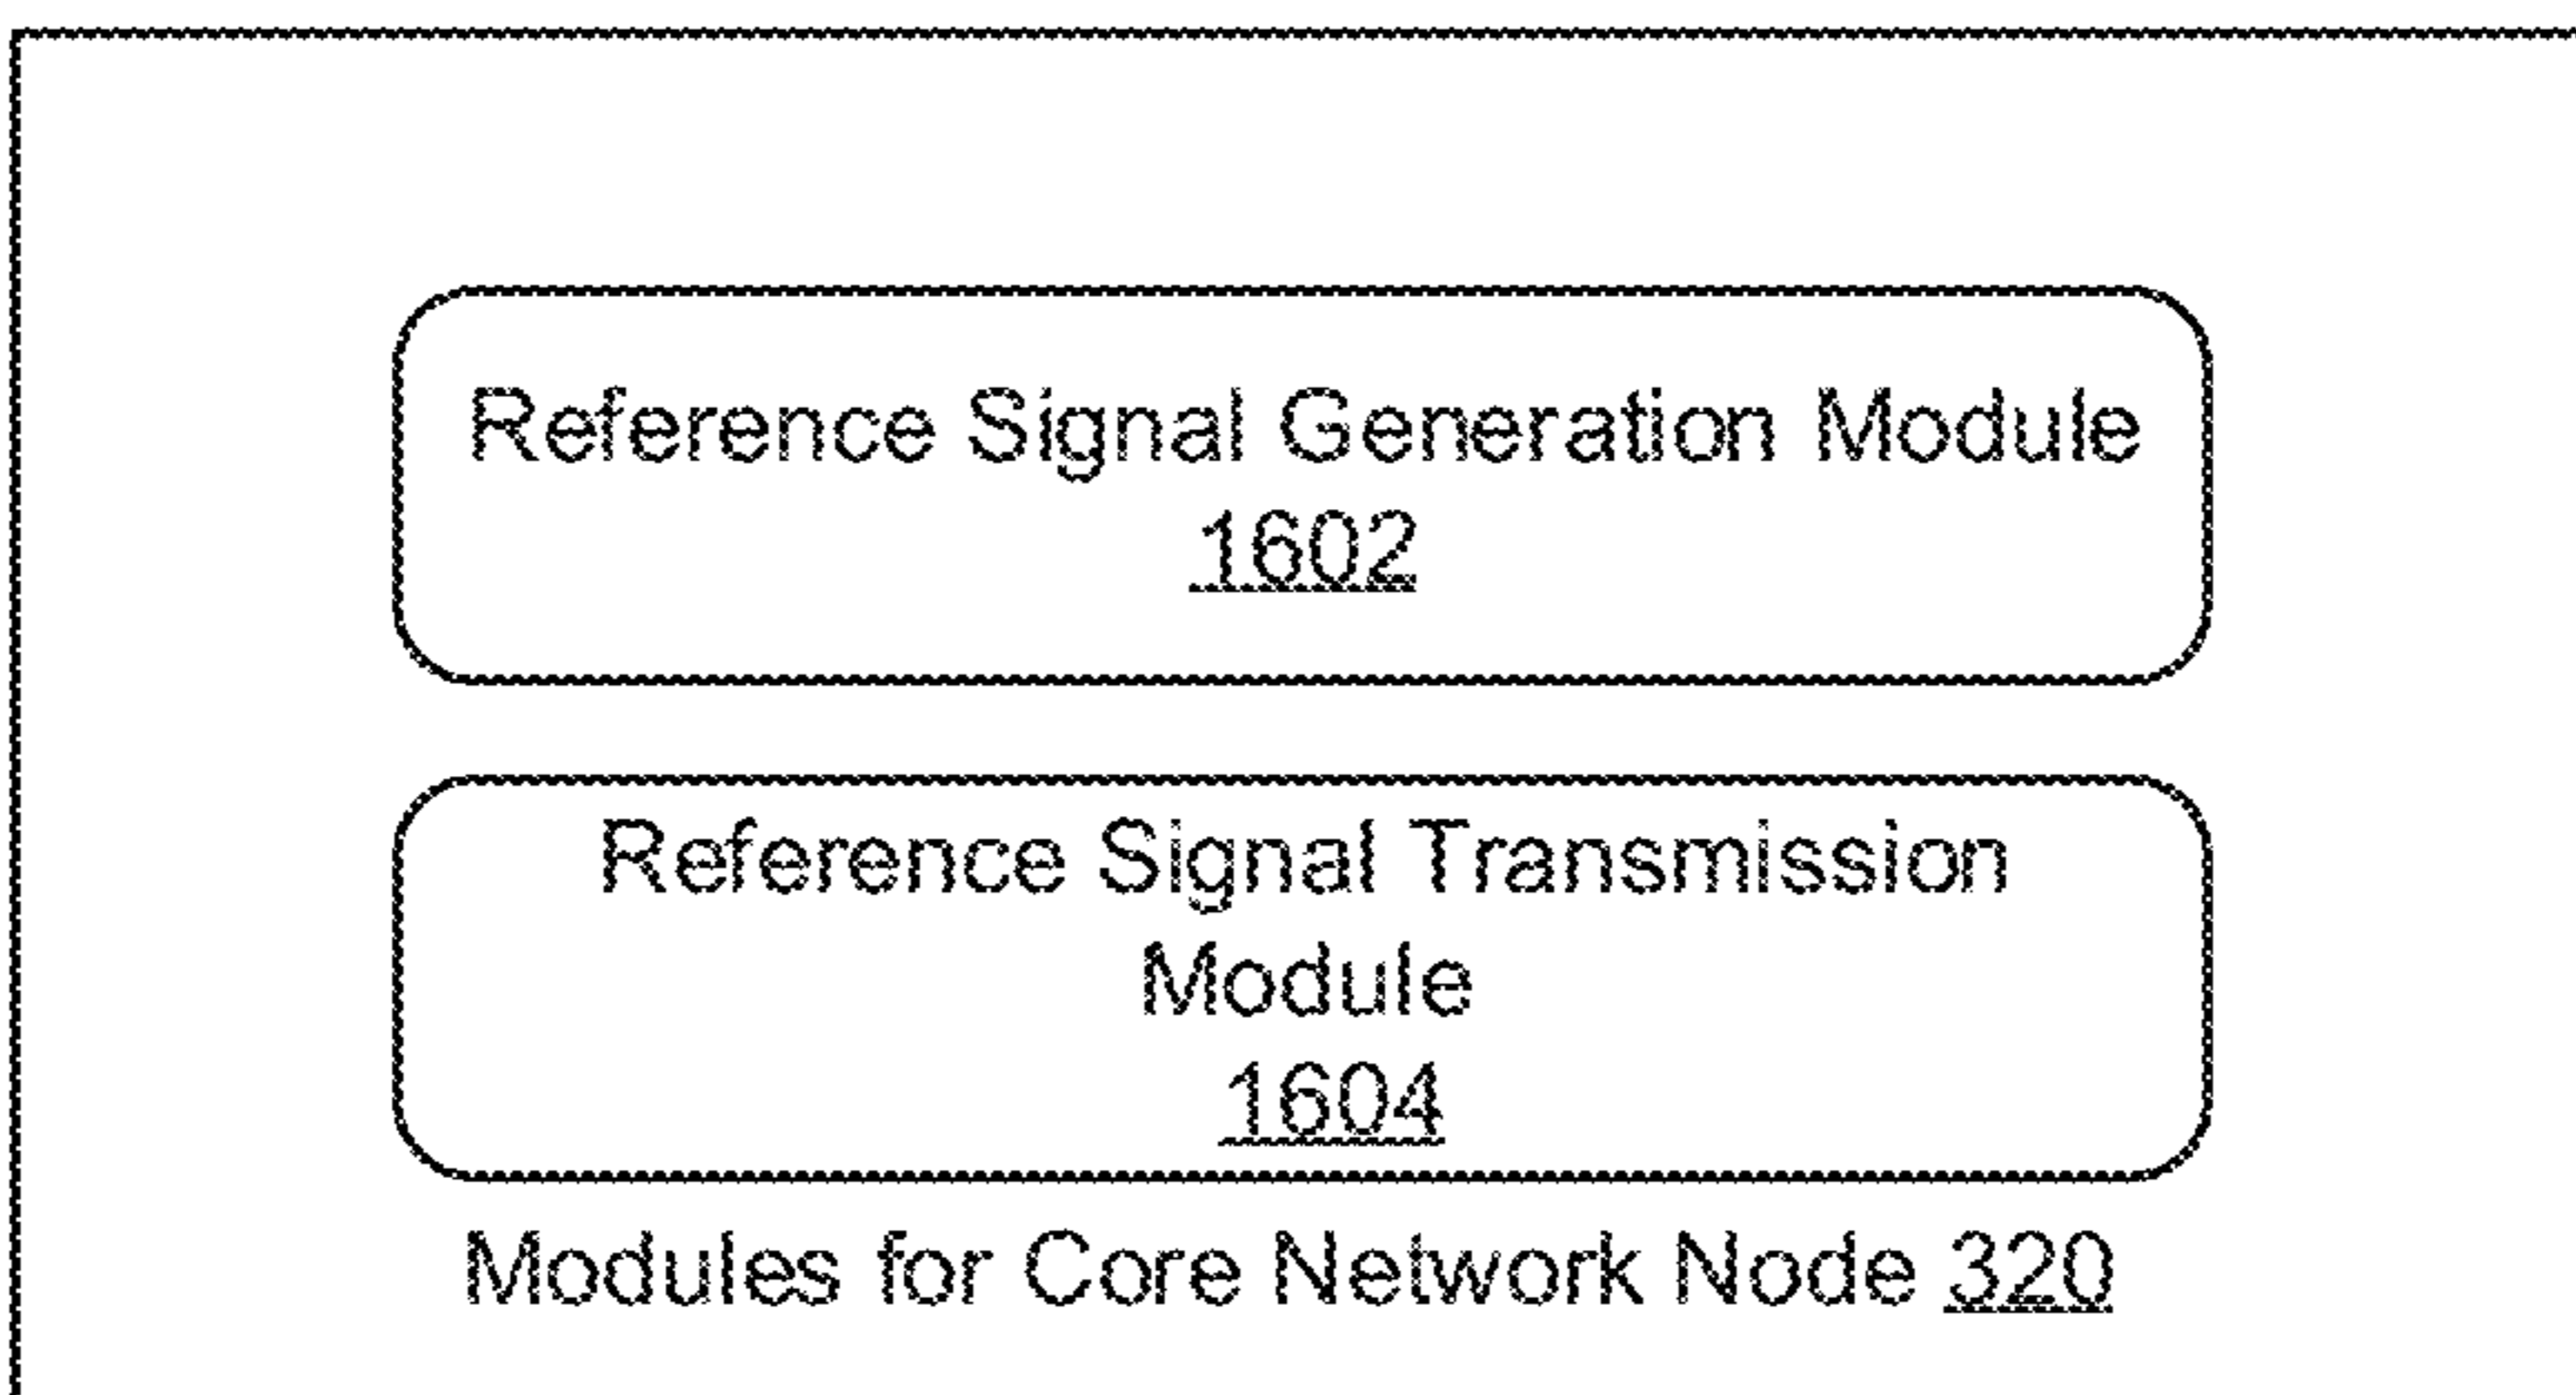 Reference Signal Generation Module
1602
Reference Signal Transmission
Module
1604
Modules for Core Network Node 320